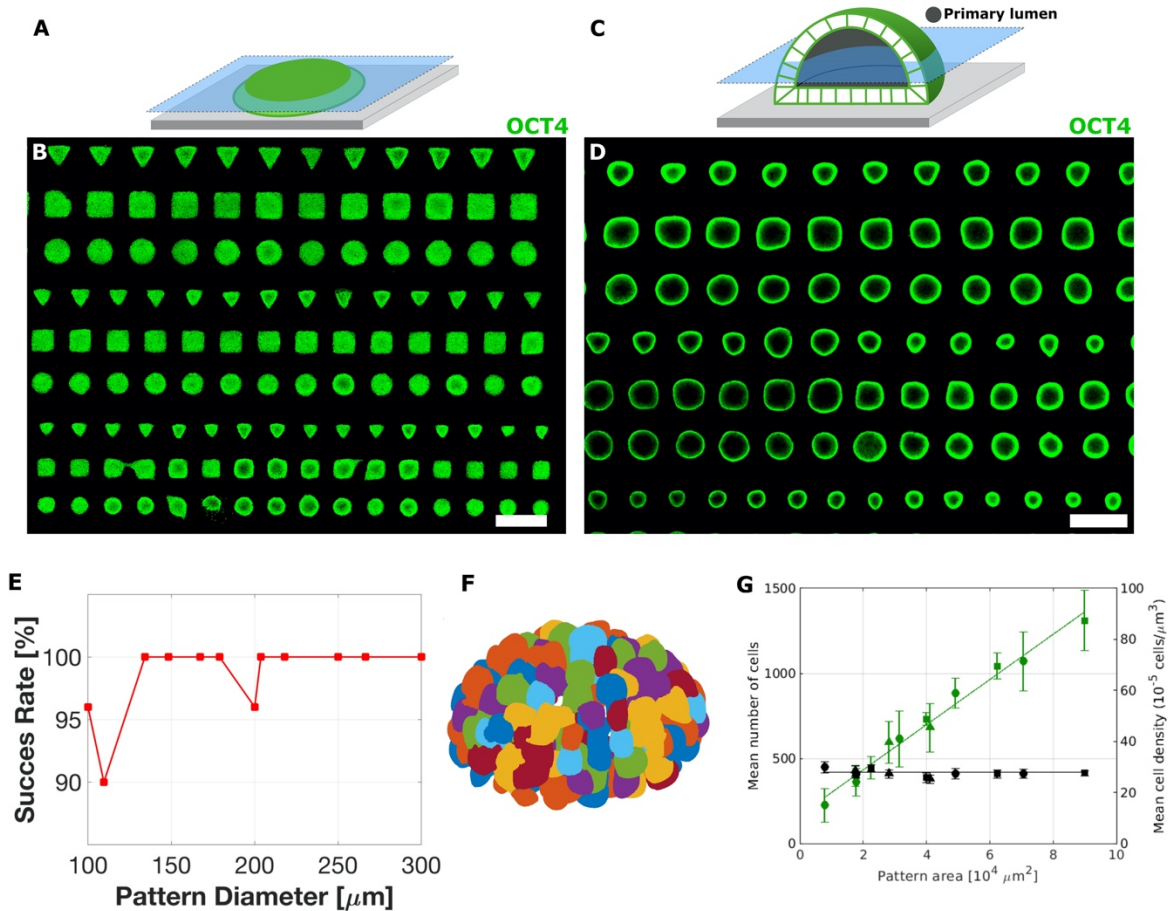 A
C
Primary lumen
OCT4
OCT4
B
D
E
Succes Rate [%]
100
95
90
100
150
200
250
300
Pattern Diameter [μm]
F
G
Mean number of cells
1500
1000
500
0
0
2
4
6
8
10
Pattern area [10⁴ μm²]
100
80
60
40
20
0
Mean cell density (10⁻⁵ cells/μm³)